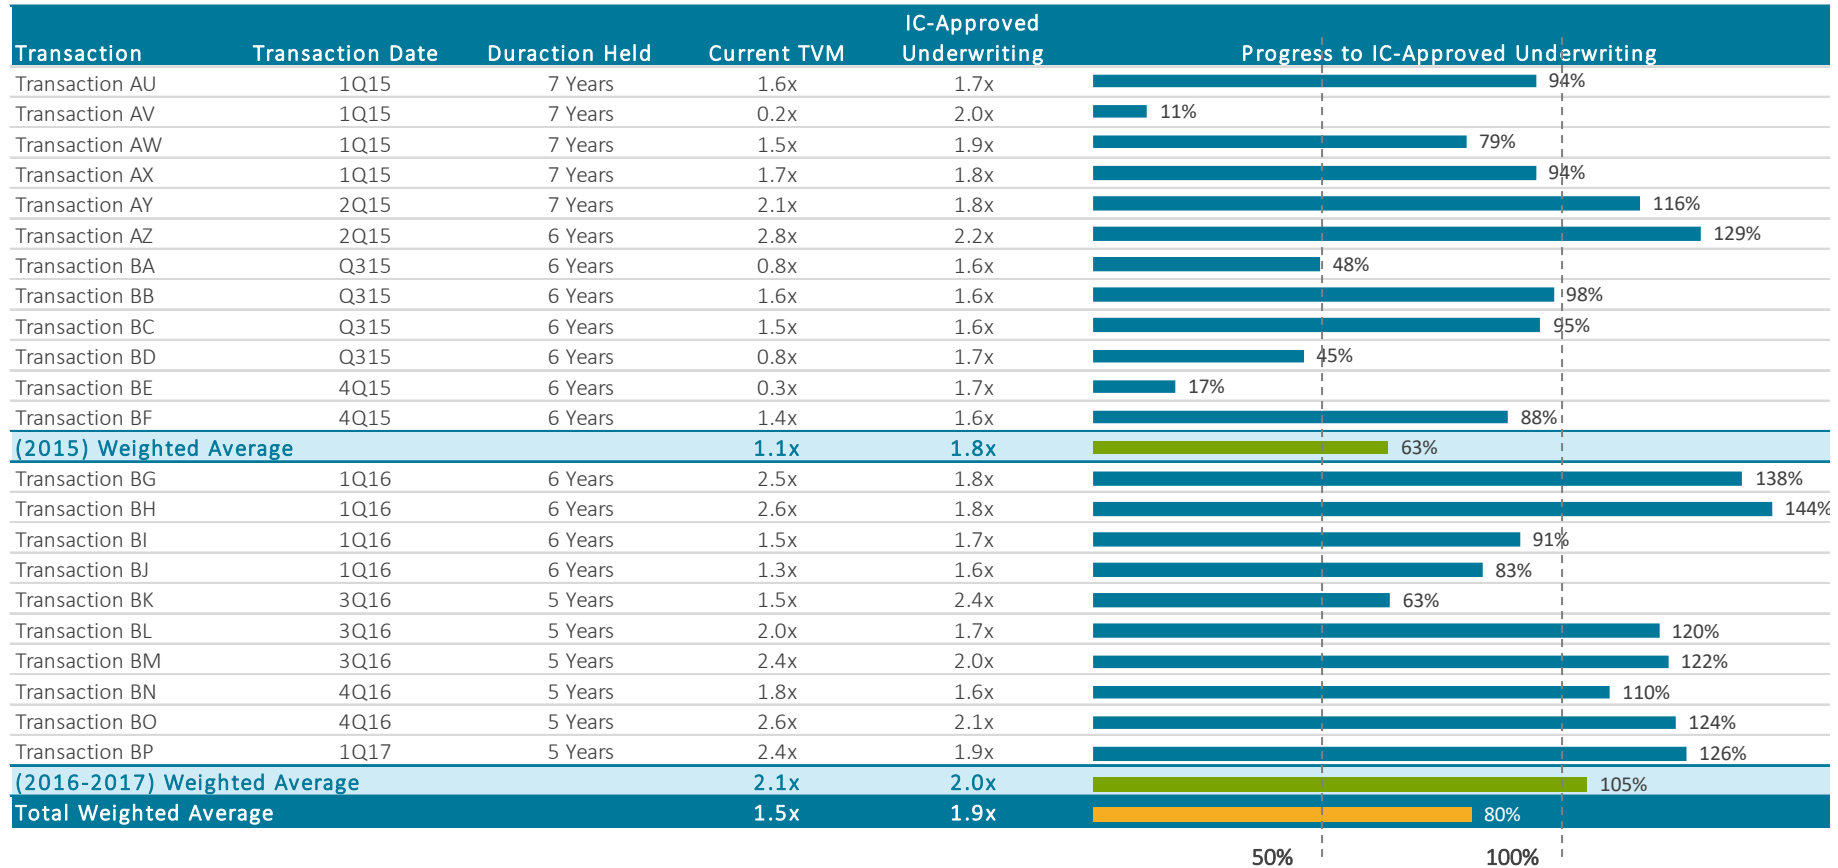 IC-Approved
Transaction Transaction Date Duraction Held Current TVM Underwriting Progress to IC-Approved Underwriting
Transaction AU 1Q15 7 Years 1.6x 1.7x 94%
Transaction AV 1Q15 7 Years 0.2x 2.0x 11%
Transaction AW 1Q15 7 Years 1.5x 1.9x 79%
Transaction AX 1Q15 7 Years 1.7x 1.8x 94%
Transaction AY 2Q15 7 Years 2.1x 1.8x 116%
Transaction AZ 2Q15 6 Years 2.8x 2.2x 129%
Transaction BA Q315 6 Years 0.8x 1.6x 48%
Transaction BB Q315 6 Years 1.6x 1.6x 98%
Transaction BC Q315 6 Years 1.5x 1.6x 95%
Transaction BD Q315 6 Years 0.8x 1.7x 45%
Transaction BE 4Q15 6 Years 0.3x 1.7x 17%
Transaction BF 4Q15 6 Years 1.4x 1.6x 88%
(2015) Weighted Average 1.1x 1.8x 63%
Transaction BG 1Q16 6 Years 2.5x 1.8x 138%
Transaction BH 1Q16 6 Years 2.6x 1.8x 144%
Transaction BI 1Q16 6 Years 1.5x 1.7x 91%
Transaction BJ 1Q16 6 Years 1.3x 1.6x 83%
Transaction BK 3Q16 5 Years 1.5x 2.4x 63%
Transaction BL 3Q16 5 Years 2.0x 1.7x 120%
Transaction BM 3Q16 5 Years 2.4x 2.0x 122%
Transaction BN 4Q16 5 Years 1.8x 1.6x 110%
Transaction BO 4Q16 5 Years 2.6x 2.1x 124%
Transaction BP 1Q17 5 Years 2.4x 1.9x 126%
(2016-2017) Weighted Average 2.1x 2.0x 105%
Total Weighted Average 1.5x 1.9x 80%
50% 100%